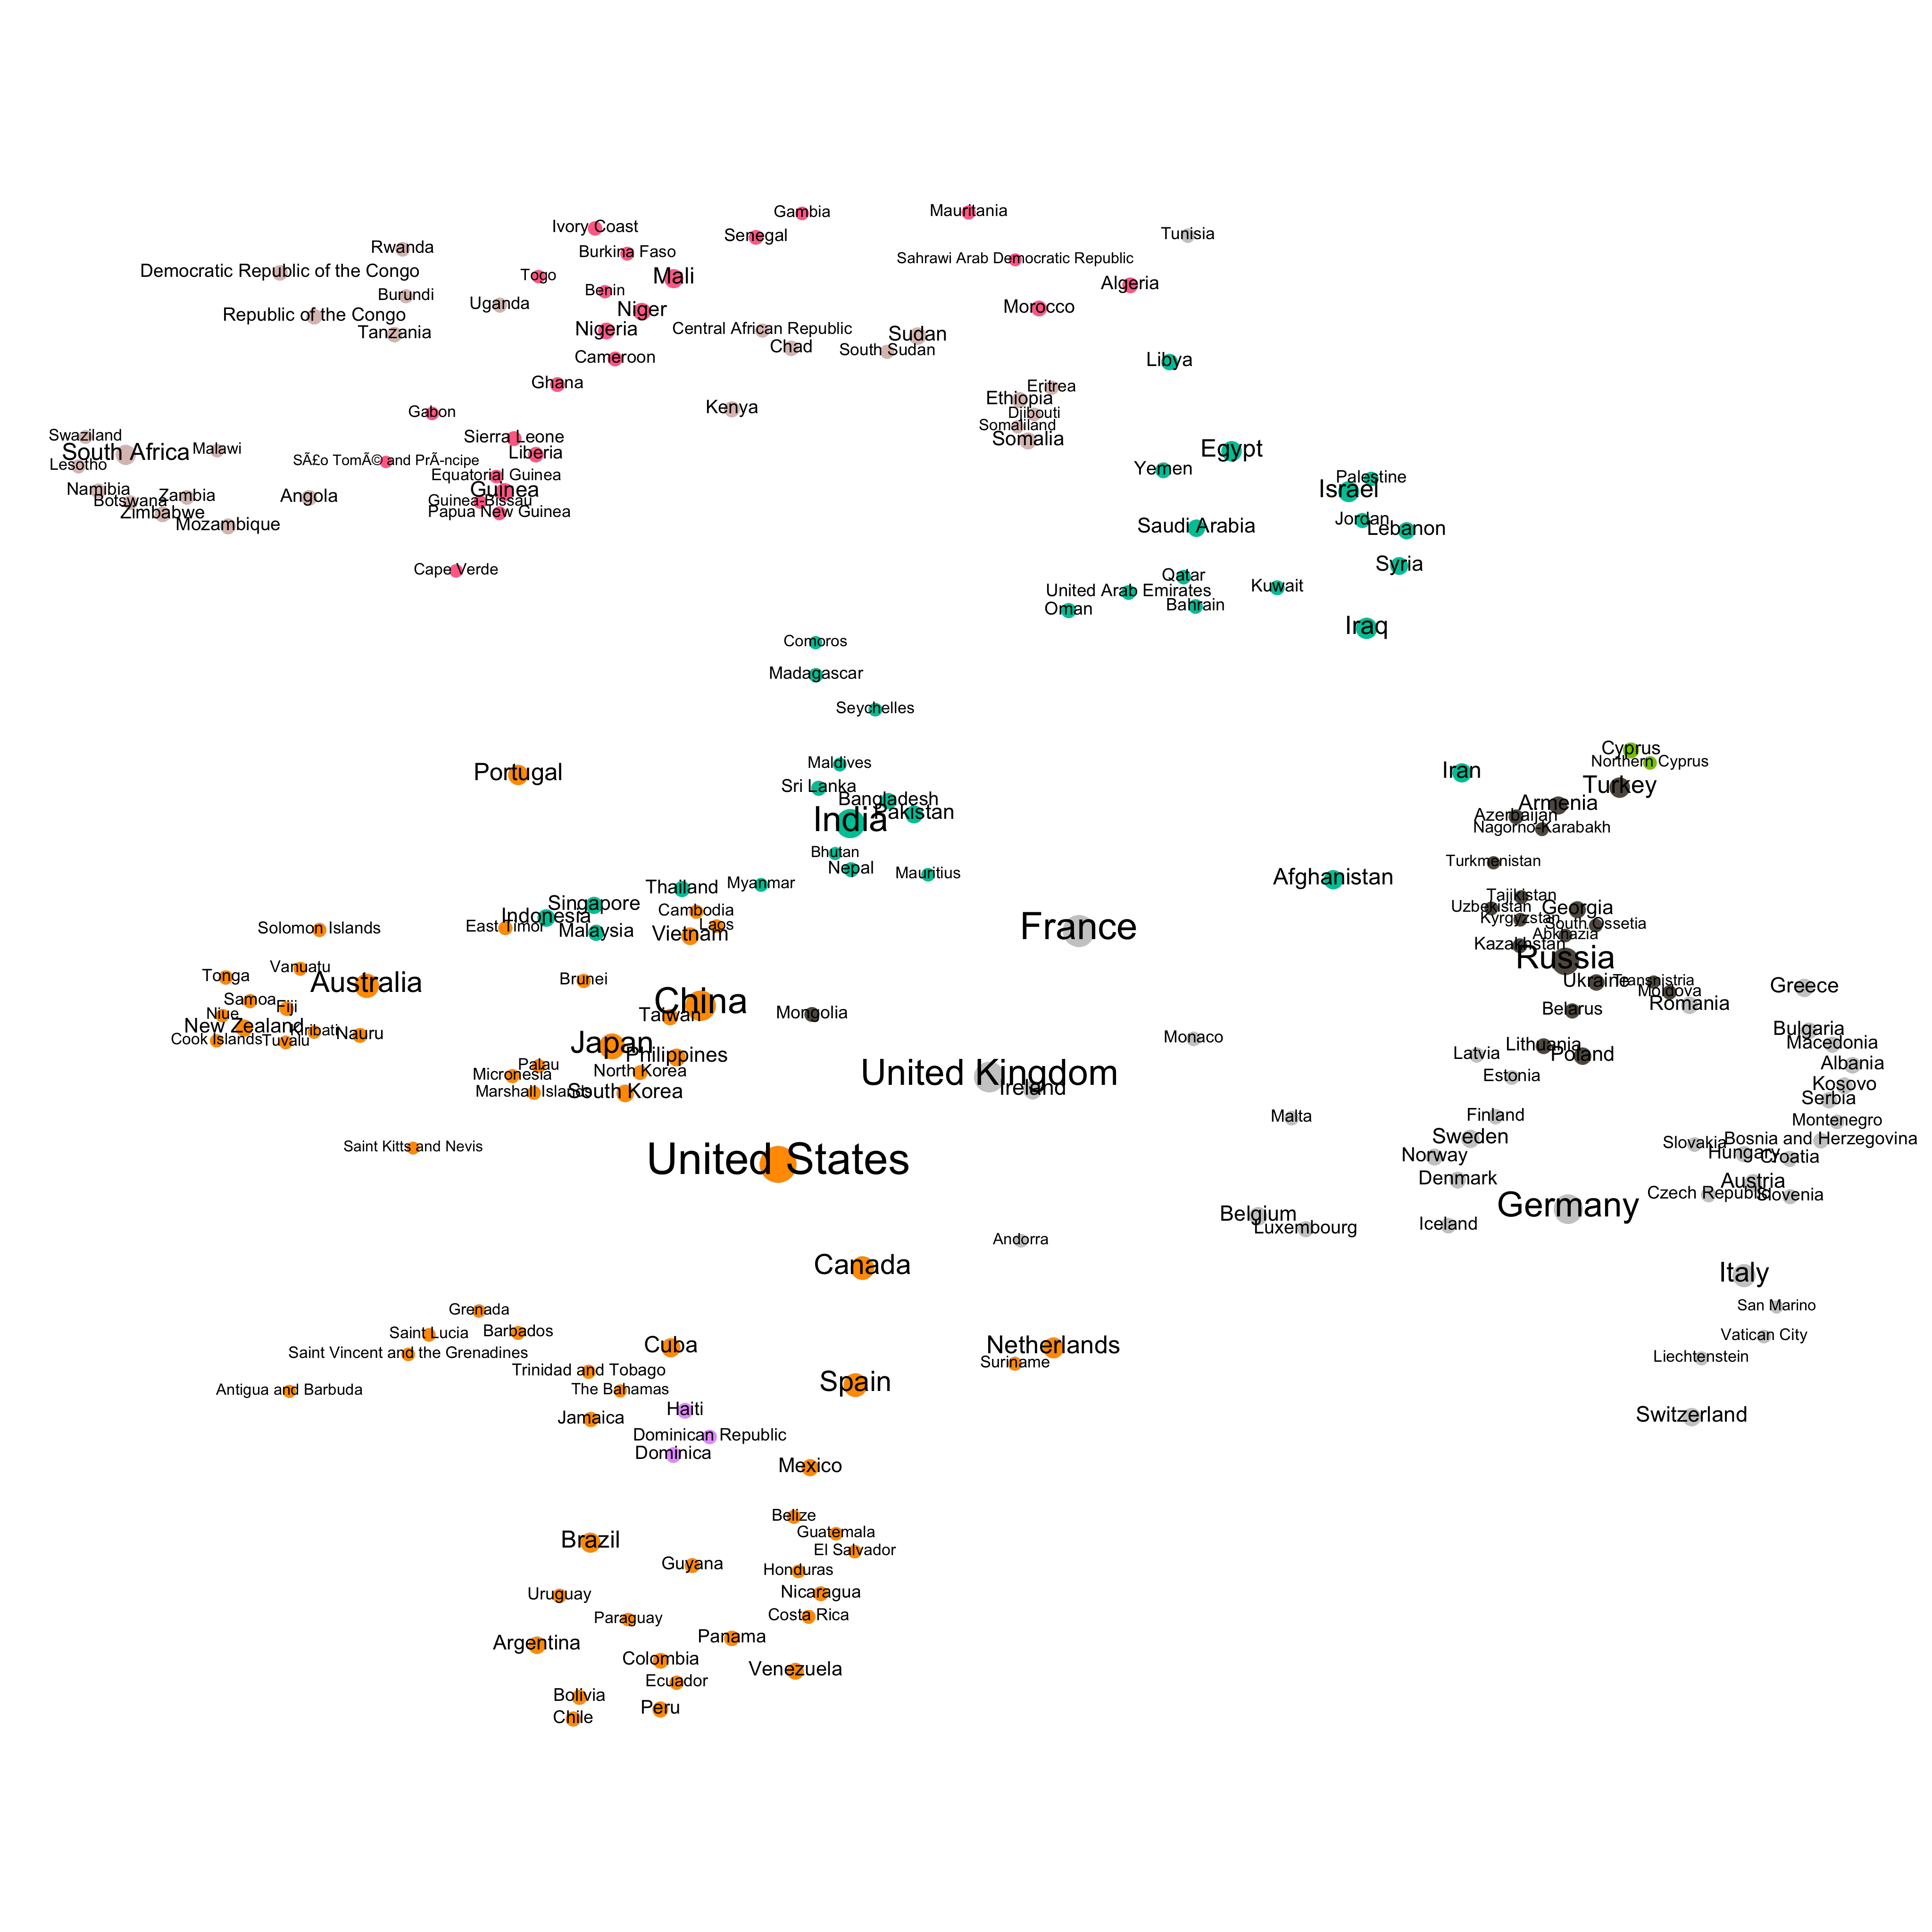 Gambia
Mauritania
Ivory Coast
Senegal
Tunisia
Rwanda
Burkina Faso
Sahrawi Arab Democratic Republic
Democratic Republic of the Congo
Togo
Mali
Algeria
Burundi
Benin
Uganda
Niger
Morocco
Republic of the Congo
Nigeria
Central African Republic
Tanzania
Sudan
Chad
South Sudan
Cameroon
Libya
Ghana
Eritrea
Ethiopia
Kenya
Gabon
Djibouti
Somaliland
Swaziland
Sierra Leone
Somalia
South Africa
Malawi
Liberia
Egypt
Lesotho
SÃ£o TomÃ© and PrÃ­ncipe
Yemen
Equatorial Guinea
Palestine
Namibia
Guinea
Israel
Botswana
Zambia
Angola
Guinea-Bissau
Zimbabwe
Papua New Guinea
Mozambique
Saudi Arabia
Jordan
Lebanon
Cape Verde
Syria
Qatar
Kuwait
United Arab Emirates
Oman
Bahrain
Iraq
Comoros
Madagascar
Seychelles
Cyprus
Northern Cyprus
Portugal
Maldives
Iran
Sri Lanka
Turkey
Bangladesh
Armenia
India
Pakistan
Azerbaijan
Nagorno-Karabakh
Bhutan
Turkmenistan
Nepal
Mauritius
Afghanistan
Thailand
Myanmar
Tajikistan
Singapore
Uzbekistan
Georgia
Cambodia
Indonesia
Kyrgyzstan
South Ossetia
Solomon Islands
East Timor
Laos
France
Malaysia
Vietnam
Abkhazia
Kazakhstan
Russia
Vanuatu
Tonga
Australia
Brunei
Ukraine
Transnistria
Greece
Moldova
Samoa
Fiji
China
Romania
Niue
Taiwan
Mongolia
Belarus
New Zealand
Kiribati
Nauru
Bulgaria
Cook Islands
Tuvalu
Japan
Monaco
Macedonia
Philippines
Lithuania
Latvia
Poland
Palau
Albania
Micronesia
North Korea
United Kingdom
Estonia
Kosovo
Marshall Islands
South Korea
Ireland
Serbia
Malta
Finland
Montenegro
Saint Kitts and Nevis
Sweden
Slovakia
Bosnia and Herzegovina
United States
Norway
Hungary
Croatia
Denmark
Austria
Czech Republic
Slovenia
Germany
Belgium
Luxembourg
Iceland
Andorra
Canada
Italy
Grenada
San Marino
Saint Lucia
Barbados
Vatican City
Cuba
Netherlands
Saint Vincent and the Grenadines
Liechtenstein
Suriname
Trinidad and Tobago
Spain
Antigua and Barbuda
The Bahamas
Haiti
Jamaica
Switzerland
Dominican Republic
Dominica
Mexico
Belize
Guatemala
Brazil
El Salvador
Guyana
Honduras
Uruguay
Nicaragua
Paraguay
Costa Rica
Panama
Argentina
Colombia
Venezuela
Ecuador
Bolivia
Peru
Chile